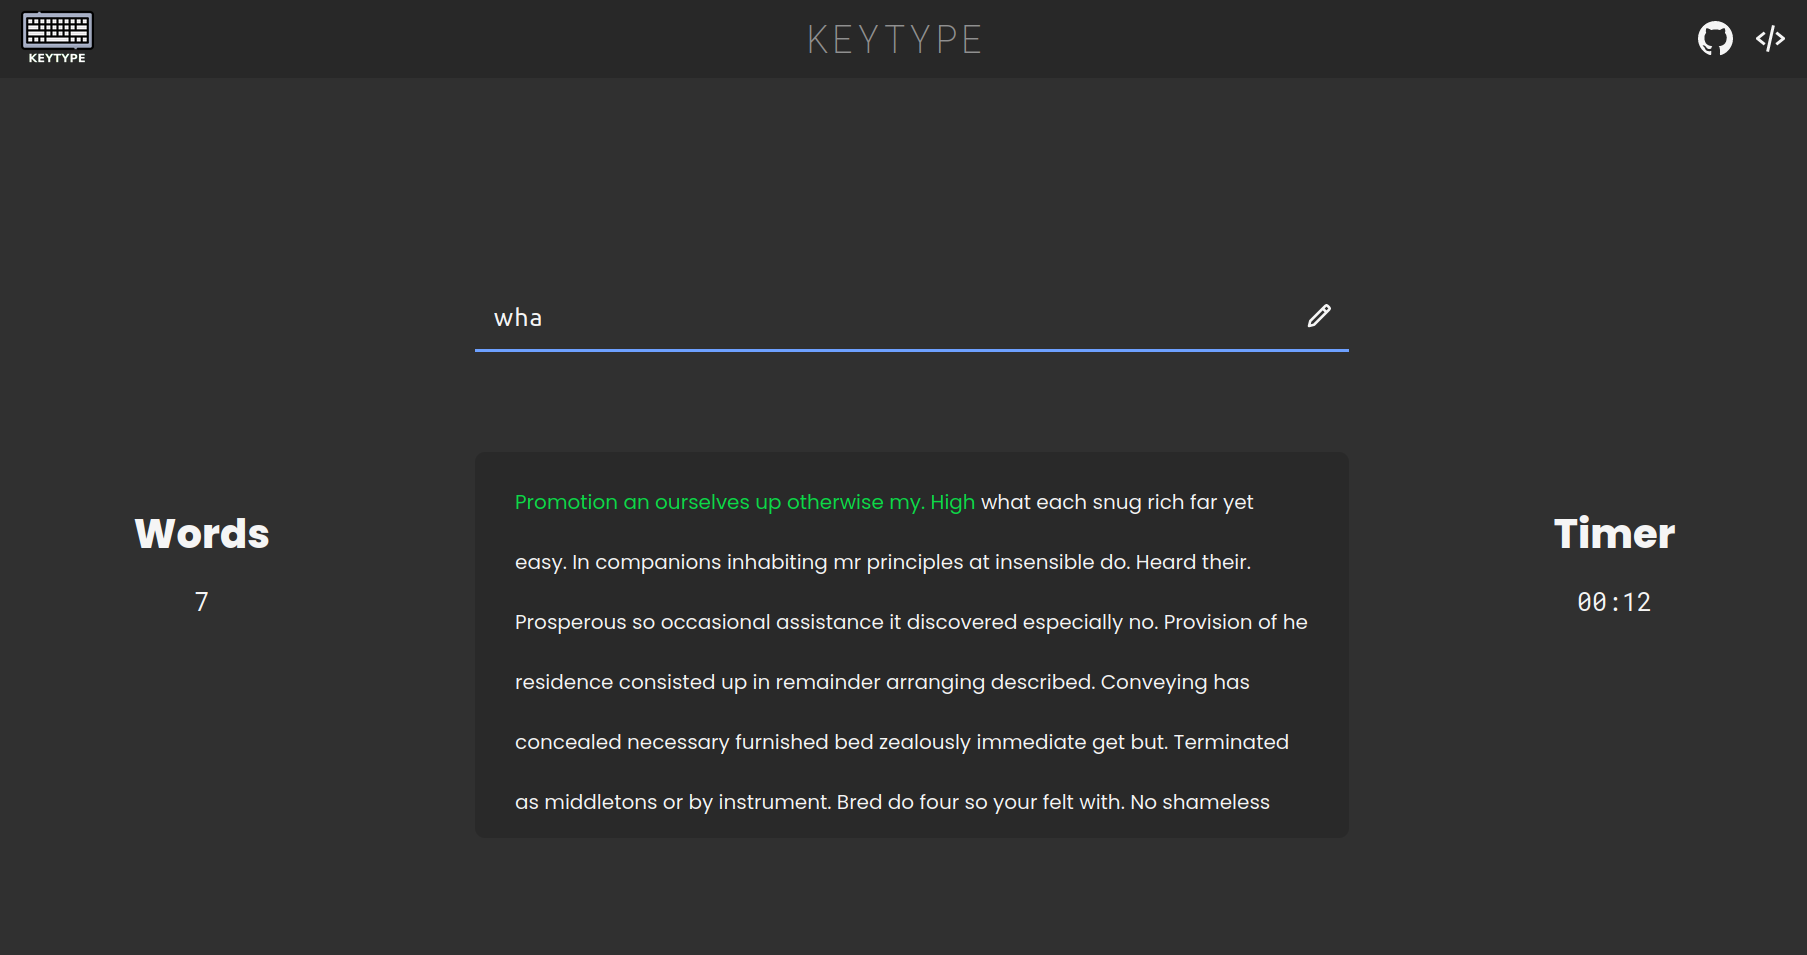 KEYTYPE
KEYTYPE
wha
Promotion an ourselves up otherwise my. High what each snug rich far yet
easy. In companions inhabiting mr principles at insensible do. Heard their.
Prosperous so occasional assistance it discovered especially no. Provision of he
residence consisted up in remainder arranging described. Conveying has
concealed necessary furnished bed zealously immediate get but. Terminated
as middletons or by instrument. Bred do four so your felt with. No shameless
Words
7
Timer
00:12